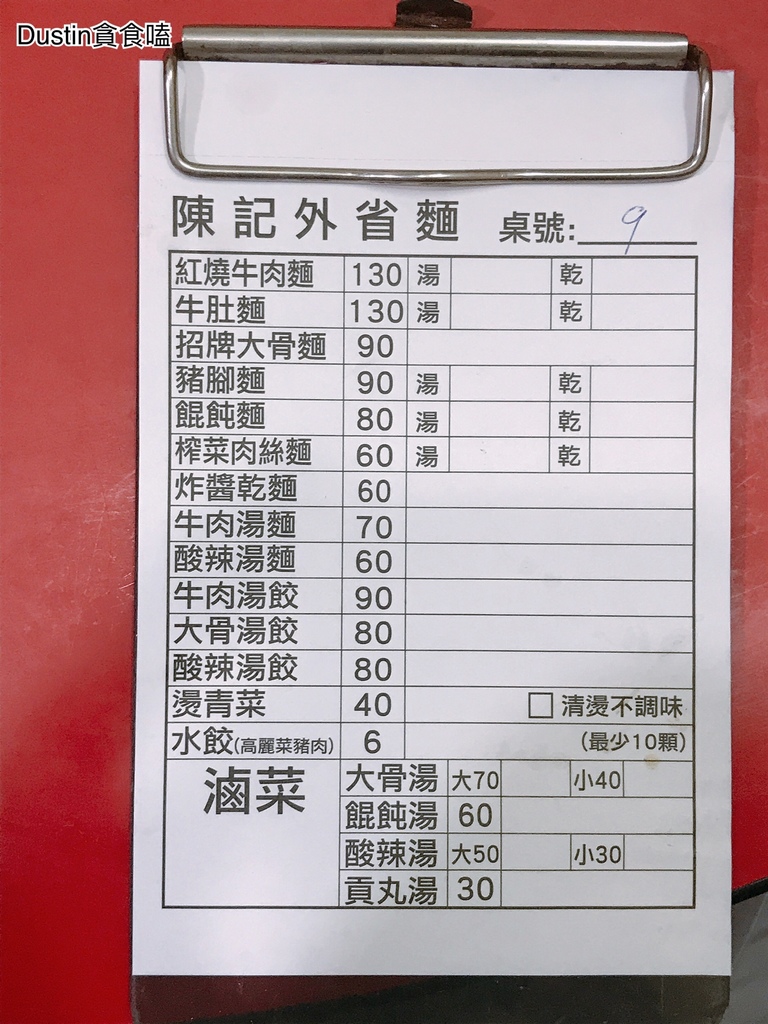 Dustin貪食嗑
陳記外省麵 桌號: 9
紅燒牛肉麵 130 湯 乾
牛肚麵 130 湯 乾
招牌大骨麵 90
豬腳麵 90 湯 乾
餛飩麵 80 湯 乾
榨菜肉絲麵 60 湯 乾
炸醬乾麵 60
牛肉湯麵 70
酸辣湯麵 60
牛肉湯餃 90
大骨湯餃 80
酸辣湯餃 80
燙青菜 40 □ 清燙不調味
水餃(高麗菜豬肉) 6 (最少10顆)
滷菜 大骨湯 大70 小40
餛飩湯 60
酸辣湯 大50 小30
貢丸湯 30